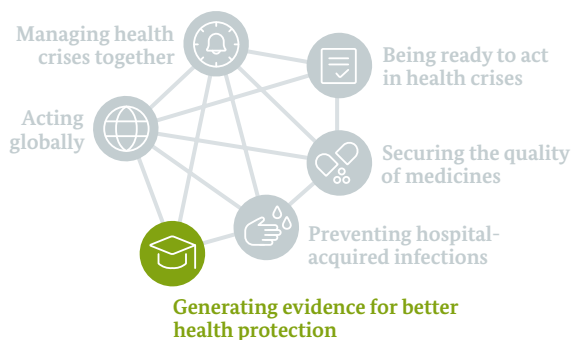 Managing health
crises together
Being ready to act
in health crises
Acting
globally
Securing the quality
of medicines
Preventing hospital-
acquired infections
Generating evidence for better
health protection